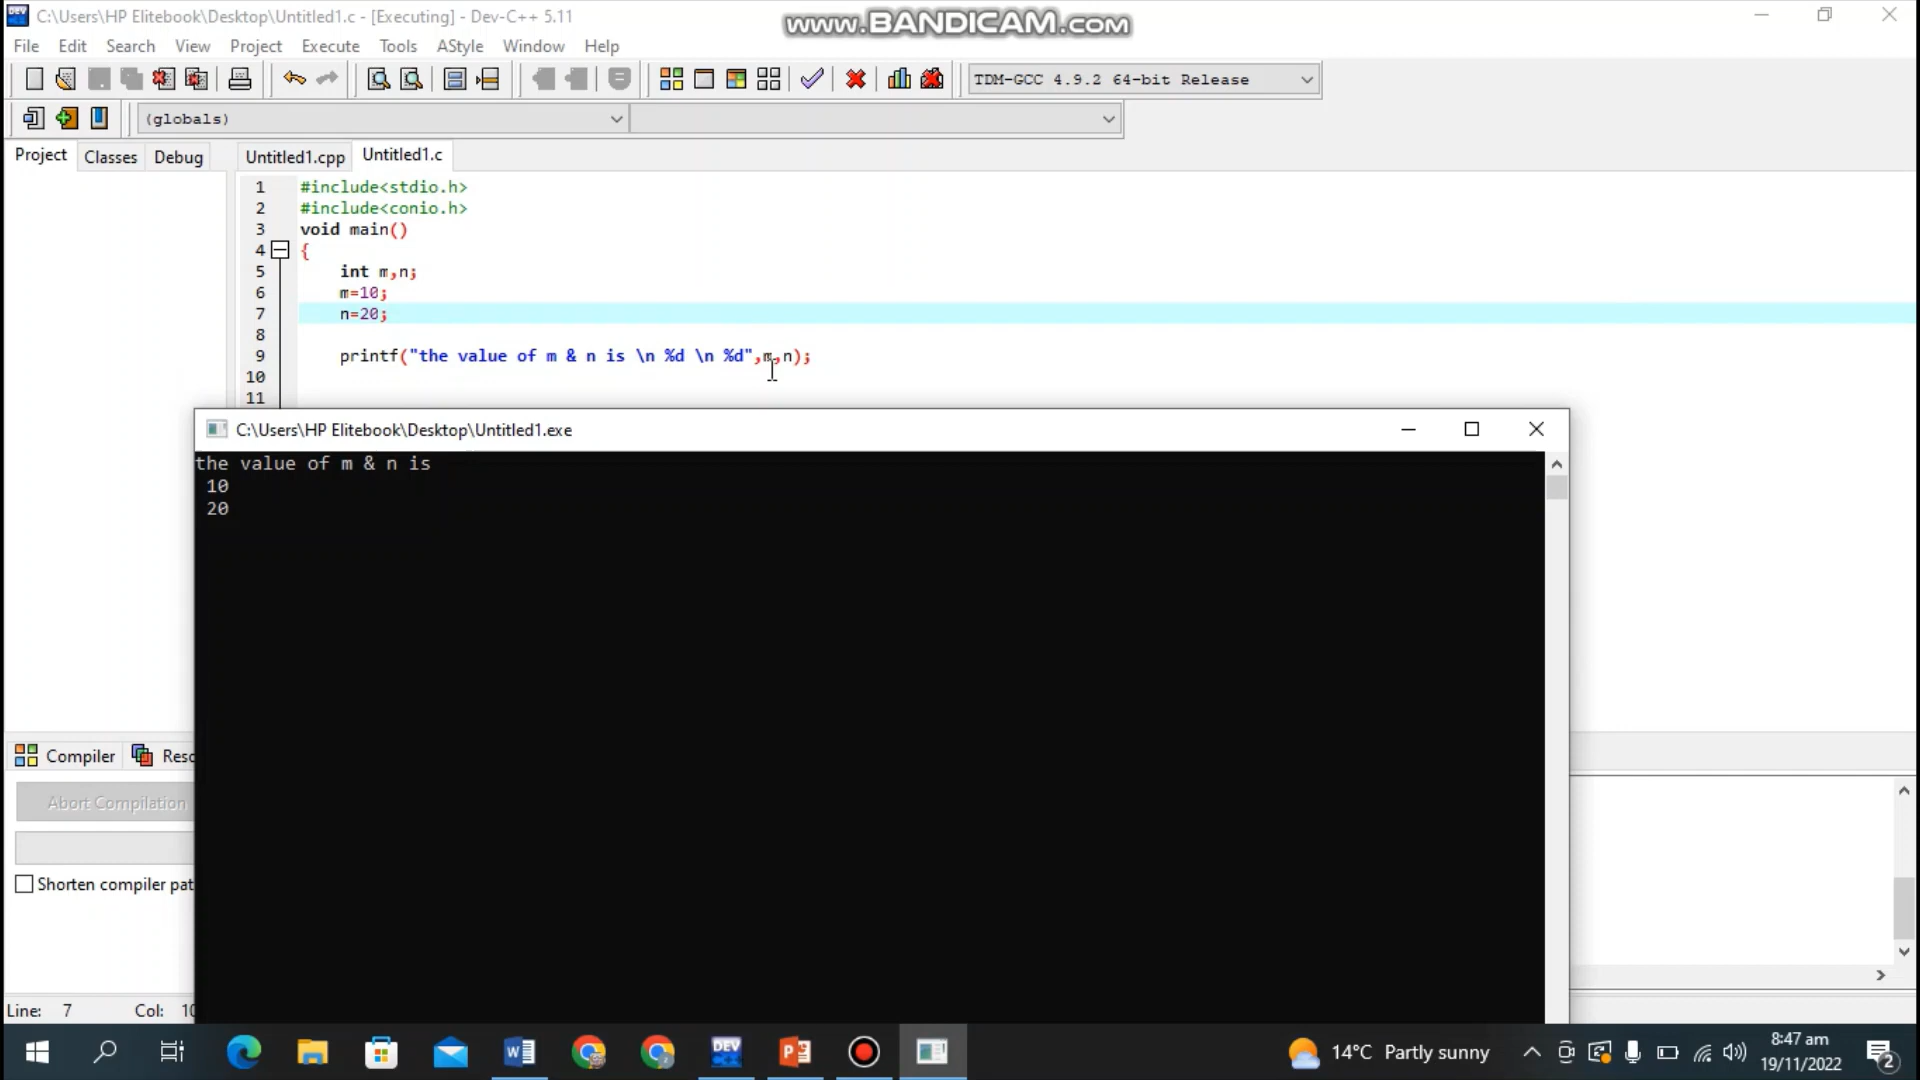 C:\Users\HP Elitebook\Desktop\Untitled1.c - [Executing] - Dev-C++ 5.11
www.BANDICAM.com
File Edit Search View Project Execute Tools AStyle Window Help
TDM-GCC 4.9.2 64-bit Release
(globals)
Project Classes Debug Untitled1.cpp Untitled1.c
1 #include<stdio.h>
2 #include<conio.h>
3 void main()
4 {
5 int m,n;
6 m=10;
7 n=20;
8
9 printf("the value of m & n is \n %d \n %d",m,n);
10
11
C:\Users\HP Elitebook\Desktop\Untitled1.exe
the value of m & n is
10
20
Compiler
Abort Compilation
Shorten compiler
Line: 7 Col:
14°C Partly sunny
8:47 am
19/11/2022
2